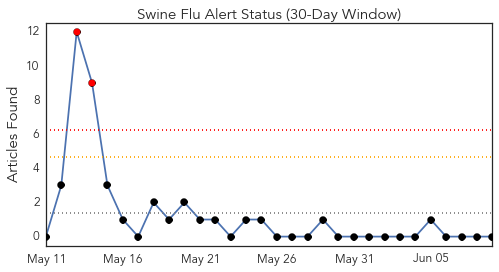 Swine Flu Alert Status (30-Day Window)
Articles Found
12
10
8
6
4
2
0
May 11
May 16
May 21
May 26
May 31
Jun 05